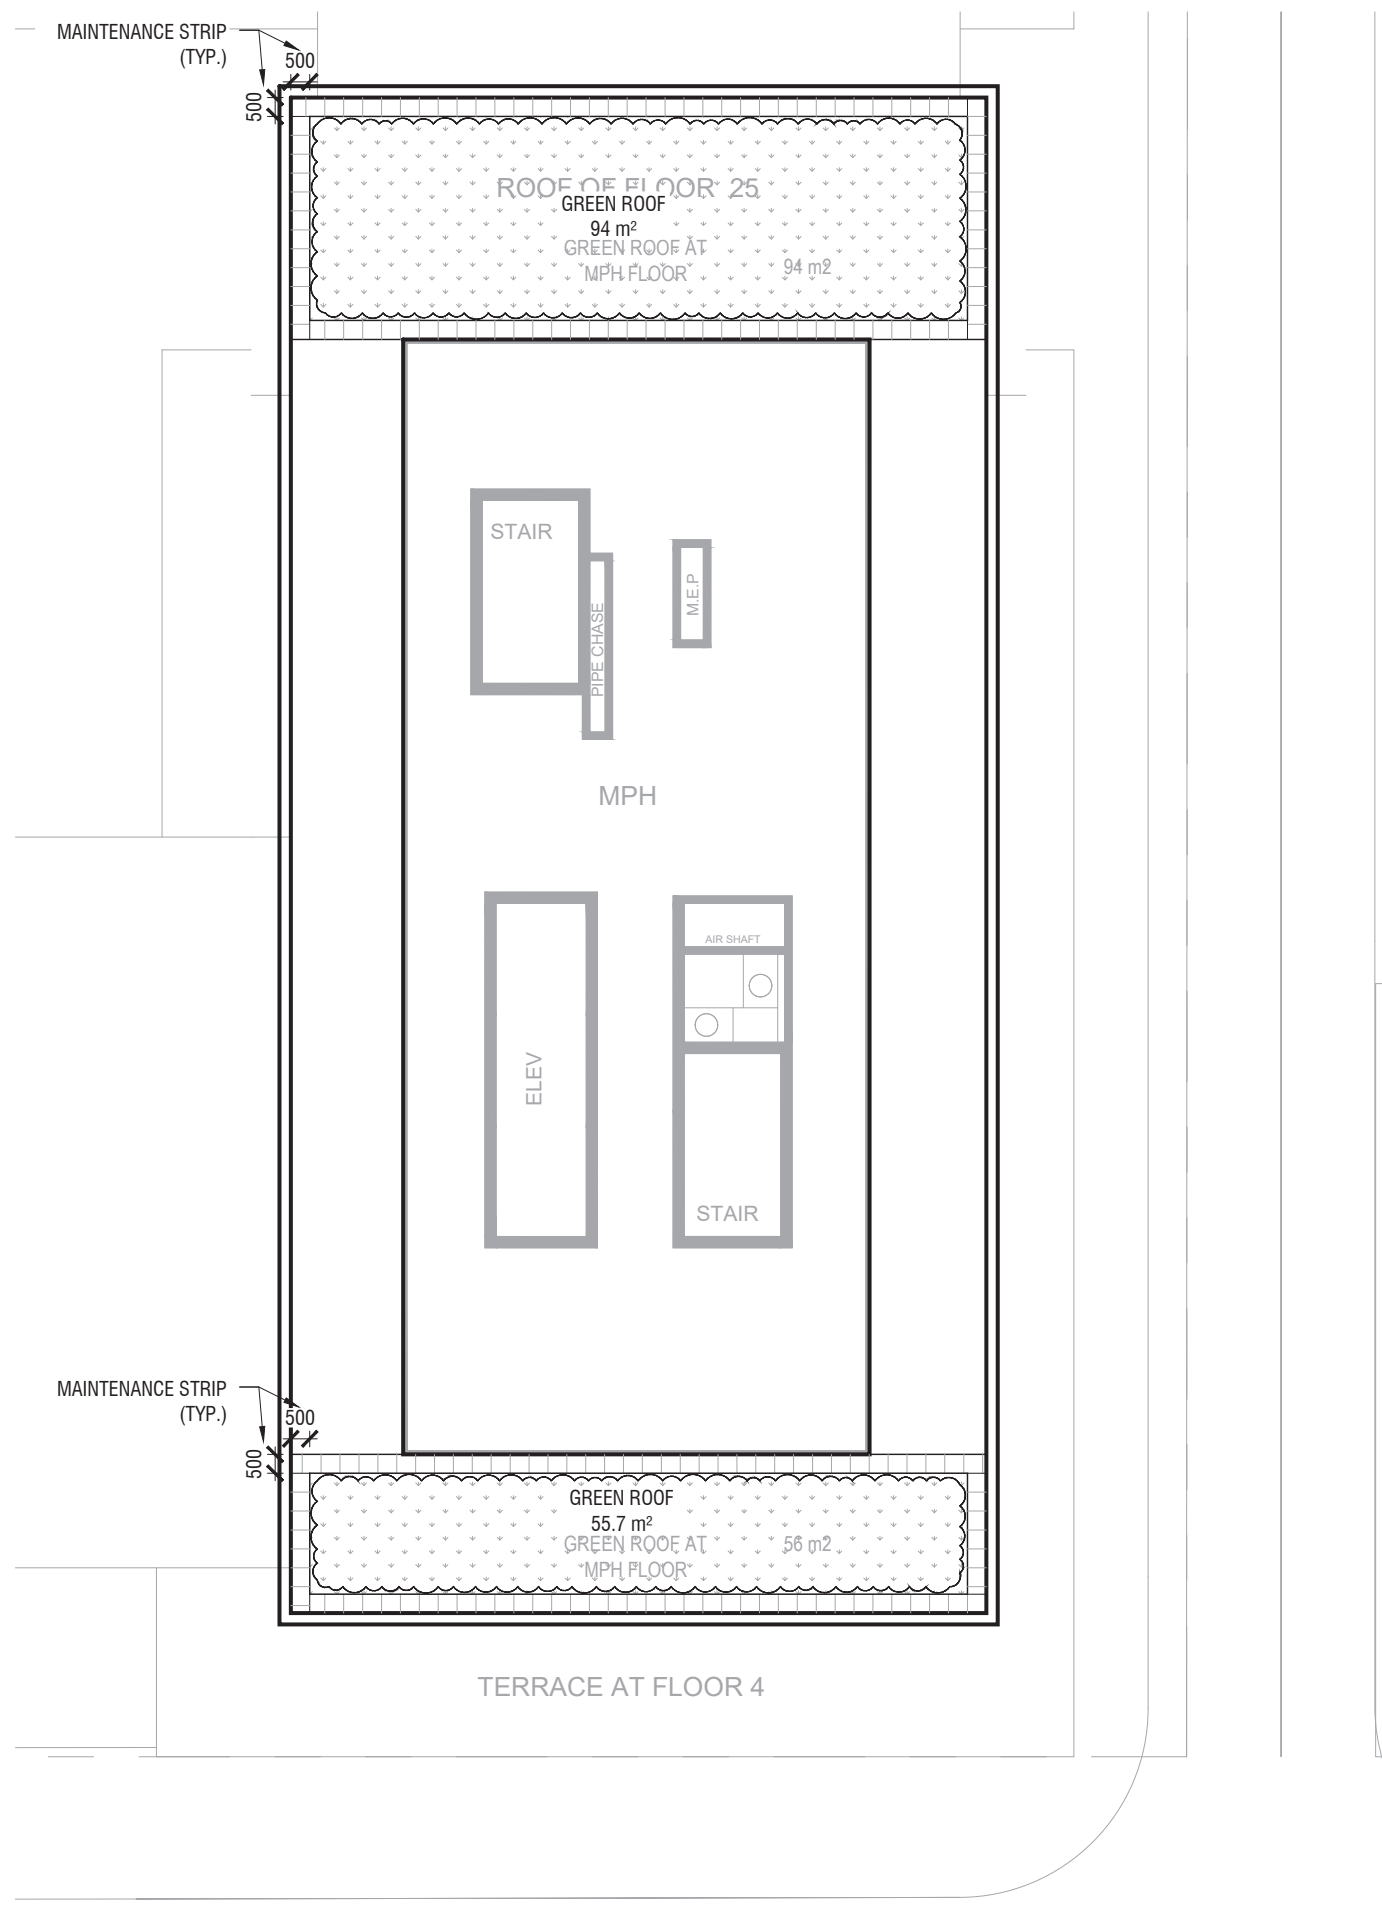 MAINTENANCE STRIP
(TYP.)
500
500
ROOF OF FLOOR 25
GREEN ROOF
94 m²
GREEN ROOF AT
MPH FLOOR
94 m2
STAIR
PIPE CHASE
M.E.P
MPH
AIR SHAFT
ELEV
STAIR
MAINTENANCE STRIP
(TYP.)
500
500
GREEN ROOF
55.7 m²
GREEN ROOF AT
MPH FLOOR
56 m2
TERRACE AT FLOOR 4